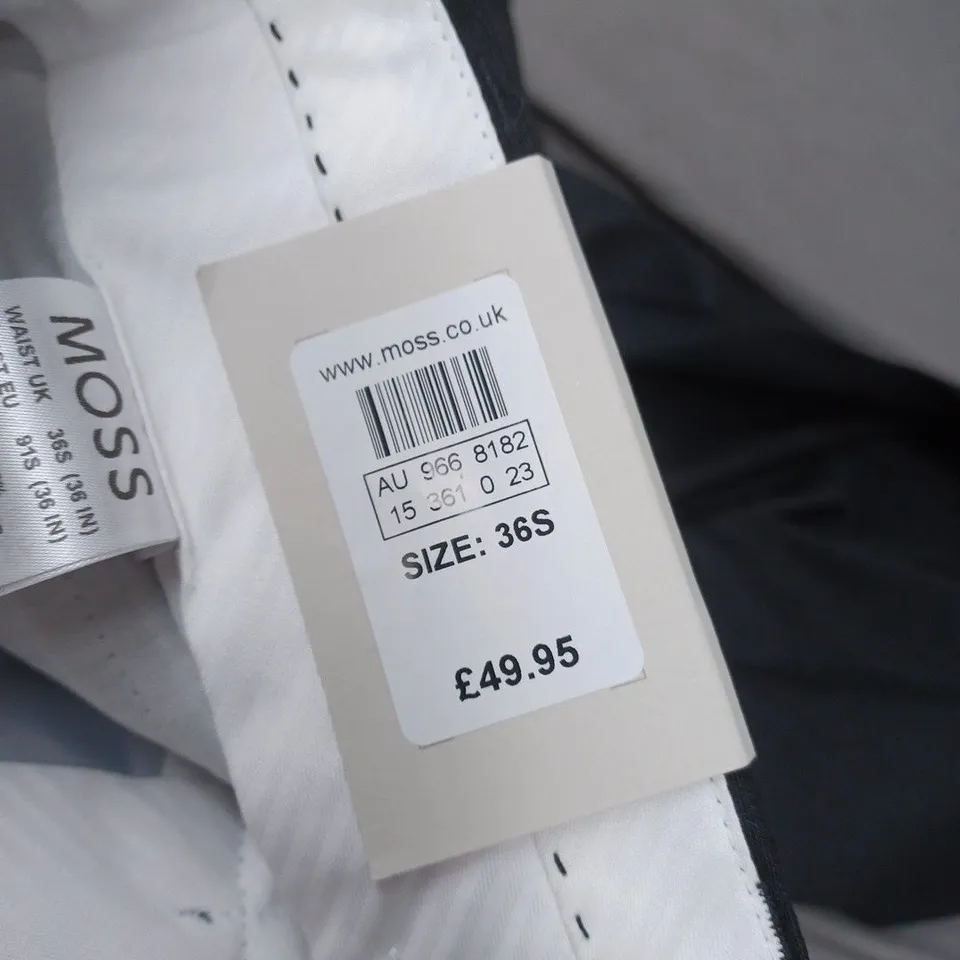 MOSS
WAIST UK 36S (36 IN)
EU 91S (36 IN)
www.moss.co.uk
AU 966 8182
15 361 0 23
SIZE: 36S
£49.95